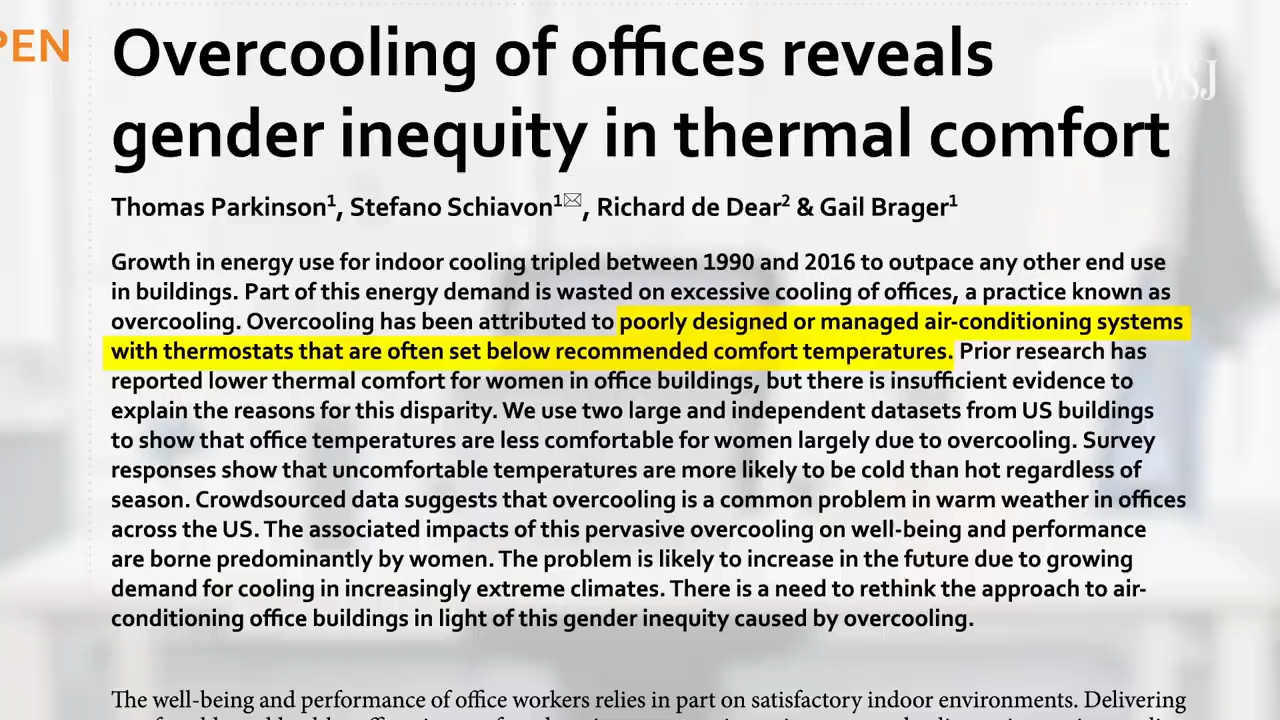 PEN
Overcooling of offices reveals
gender inequity in thermal comfort
WSJ
Thomas Parkinson1, Stefano Schiavon1✉, Richard de Dear2 & Gail Brager1
Growth in energy use for indoor cooling tripled between 1990 and 2016 to outpace any other end use
in buildings. Part of this energy demand is wasted on excessive cooling of offices, a practice known as
overcooling. Overcooling has been attributed to poorly designed or managed air-conditioning systems
with thermostats that are often set below recommended comfort temperatures. Prior research has
reported lower thermal comfort for women in office buildings, but there is insufficient evidence to
explain the reasons for this disparity. We use two large and independent datasets from US buildings
to show that office temperatures are less comfortable for women largely due to overcooling. Survey
responses show that uncomfortable temperatures are more likely to be cold than hot regardless of
season. Crowdsourced data suggests that overcooling is a common problem in warm weather in offices
across the US. The associated impacts of this pervasive overcooling on well-being and performance
are borne predominantly by women. The problem is likely to increase in the future due to growing
demand for cooling in increasingly extreme climates. There is a need to rethink the approach to air-
conditioning office buildings in light of this gender inequity caused by overcooling.
The well-being and performance of office workers relies in part on satisfactory indoor environments. Delivering